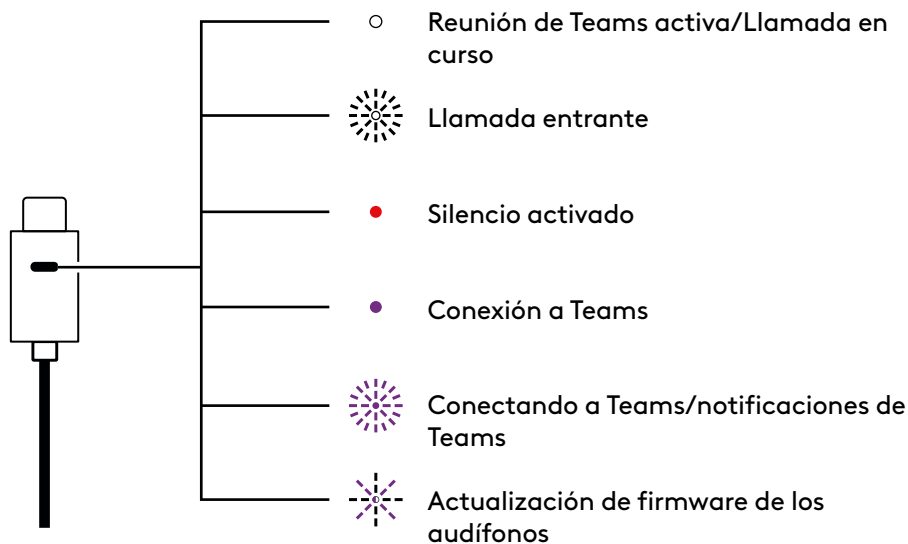 Reunión de Teams activa/Llamada en
curso
Llamada entrante
Silencio activado
Conexión a Teams
Conectando a Teams/notificaciones de
Teams
Actualización de firmware de los
audífonos